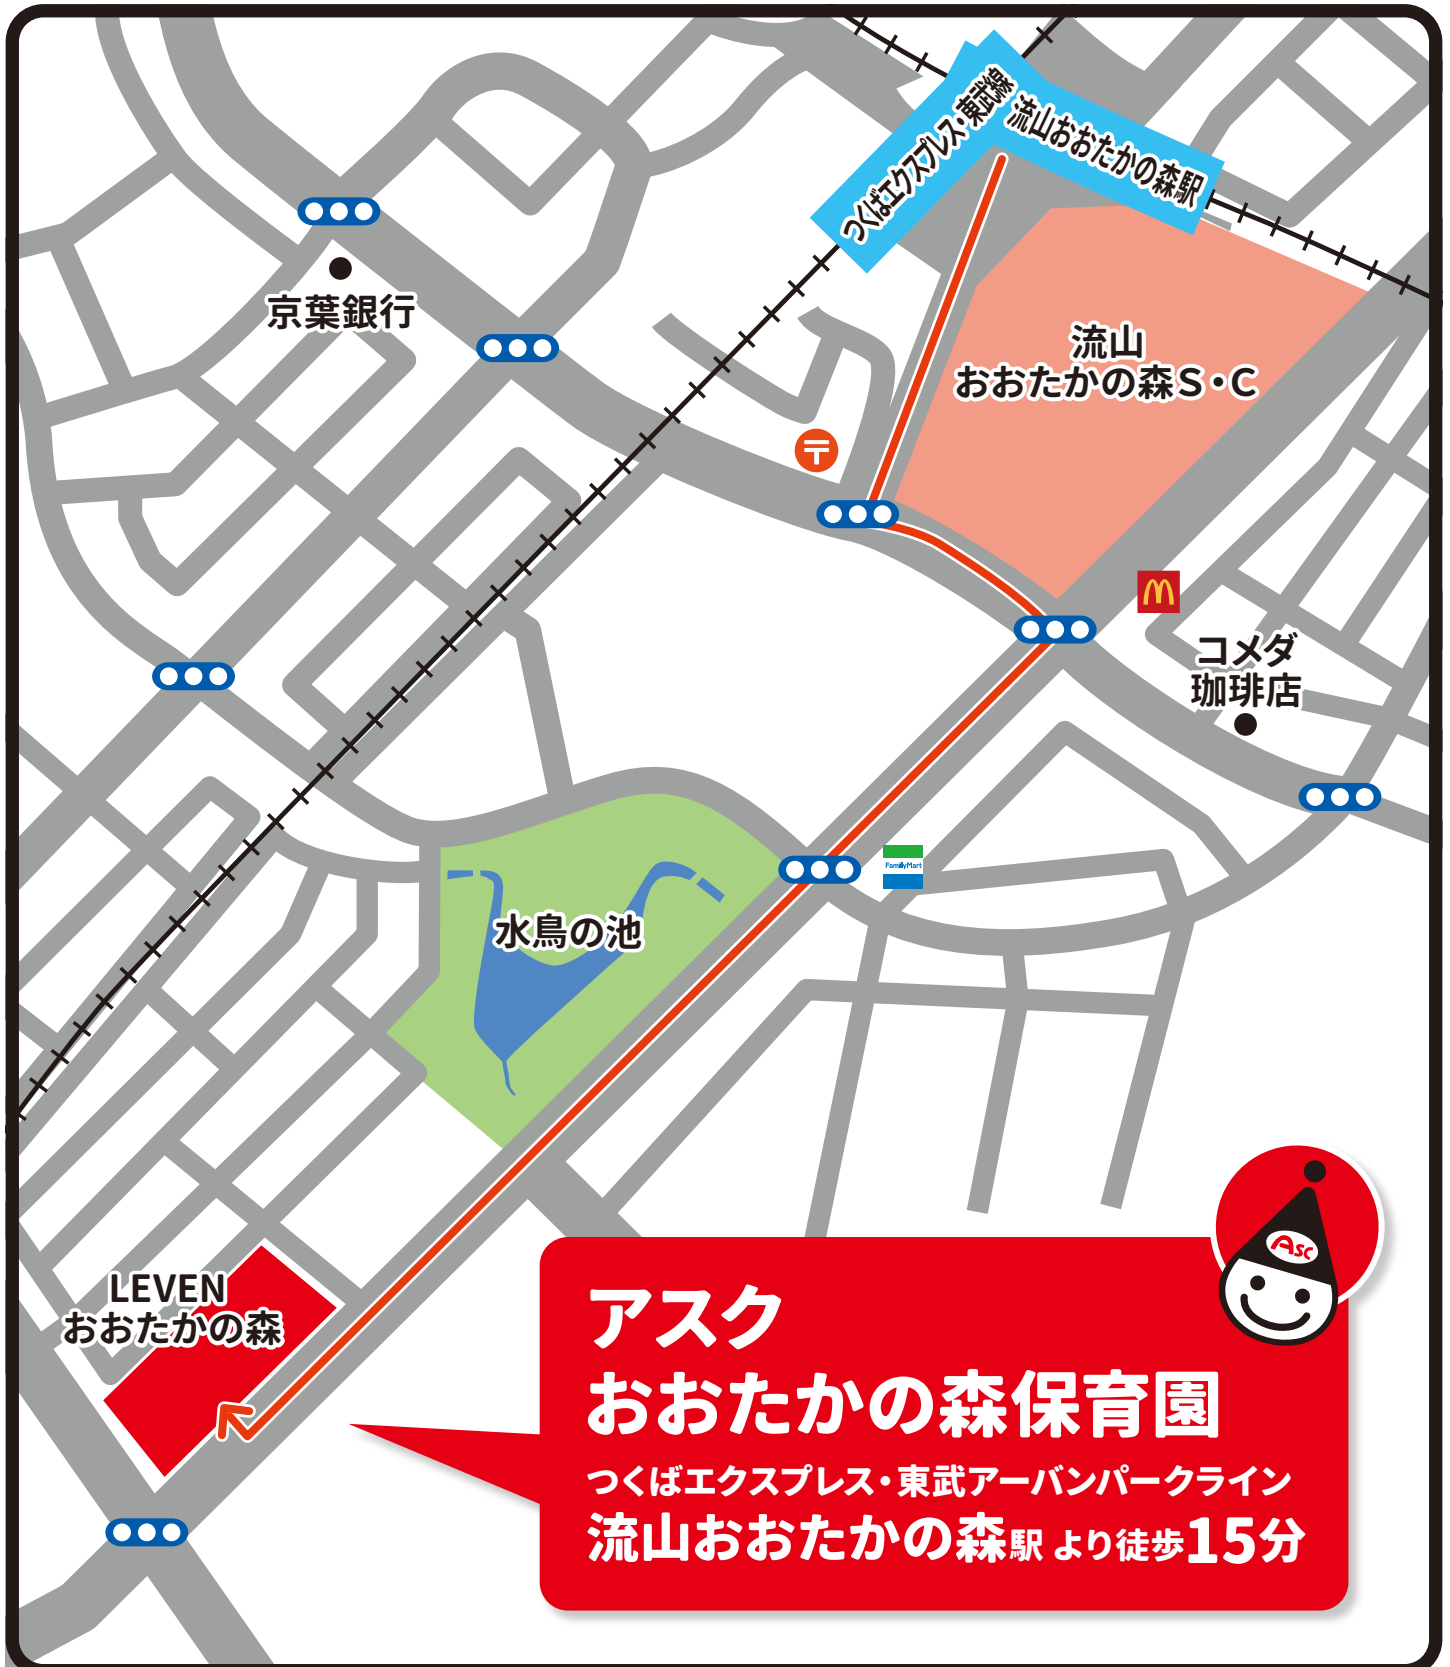 つくばエクスプレス・東武線
流山おおたかの森駅
京葉銀行
流山
おおたかの森S・C
〒
コメダ
珈琲店
FamilyMart
水鳥の池
LEVEN
おおたかの森
ASC
アスク
おおたかの森保育園
つくばエクスプレス・東武アーバンパークライン
流山おおたかの森駅 より徒歩15分